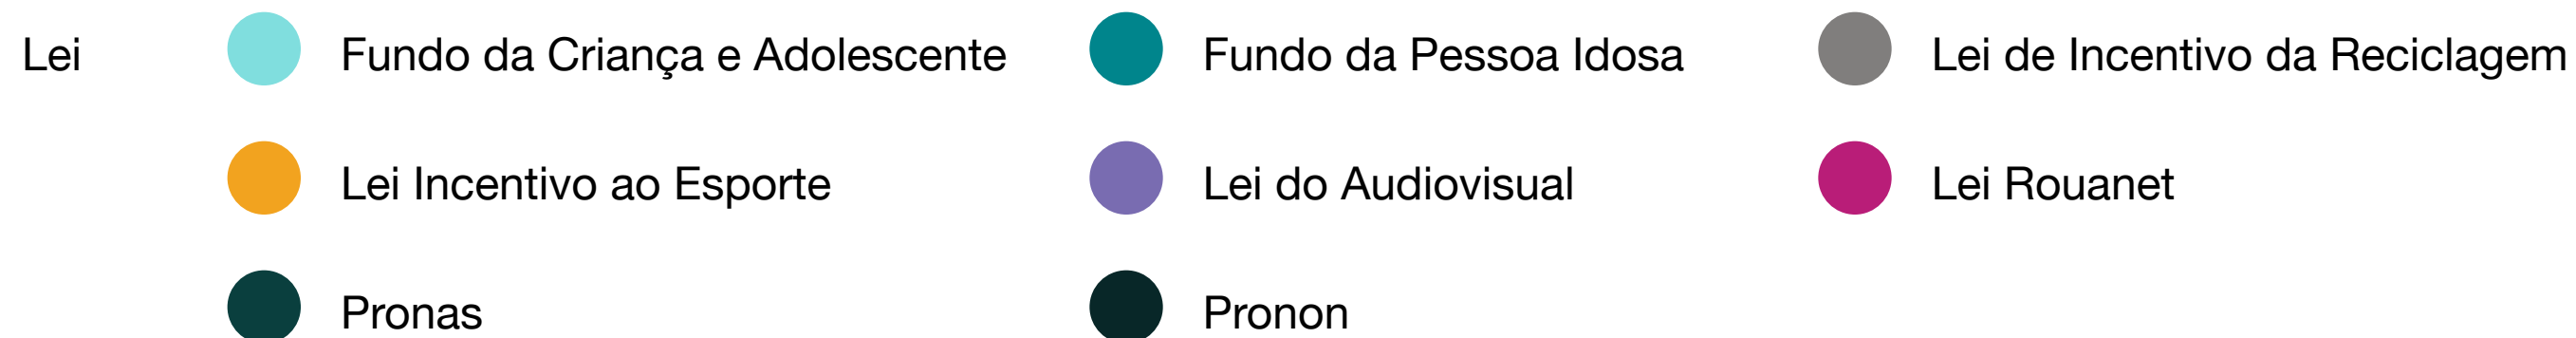 Lei Fundo da Criança e Adolescente Fundo da Pessoa Idosa Lei de Incentivo da Reciclagem
Lei Incentivo ao Esporte Lei do Audiovisual Lei Rouanet
Pronas Pronon